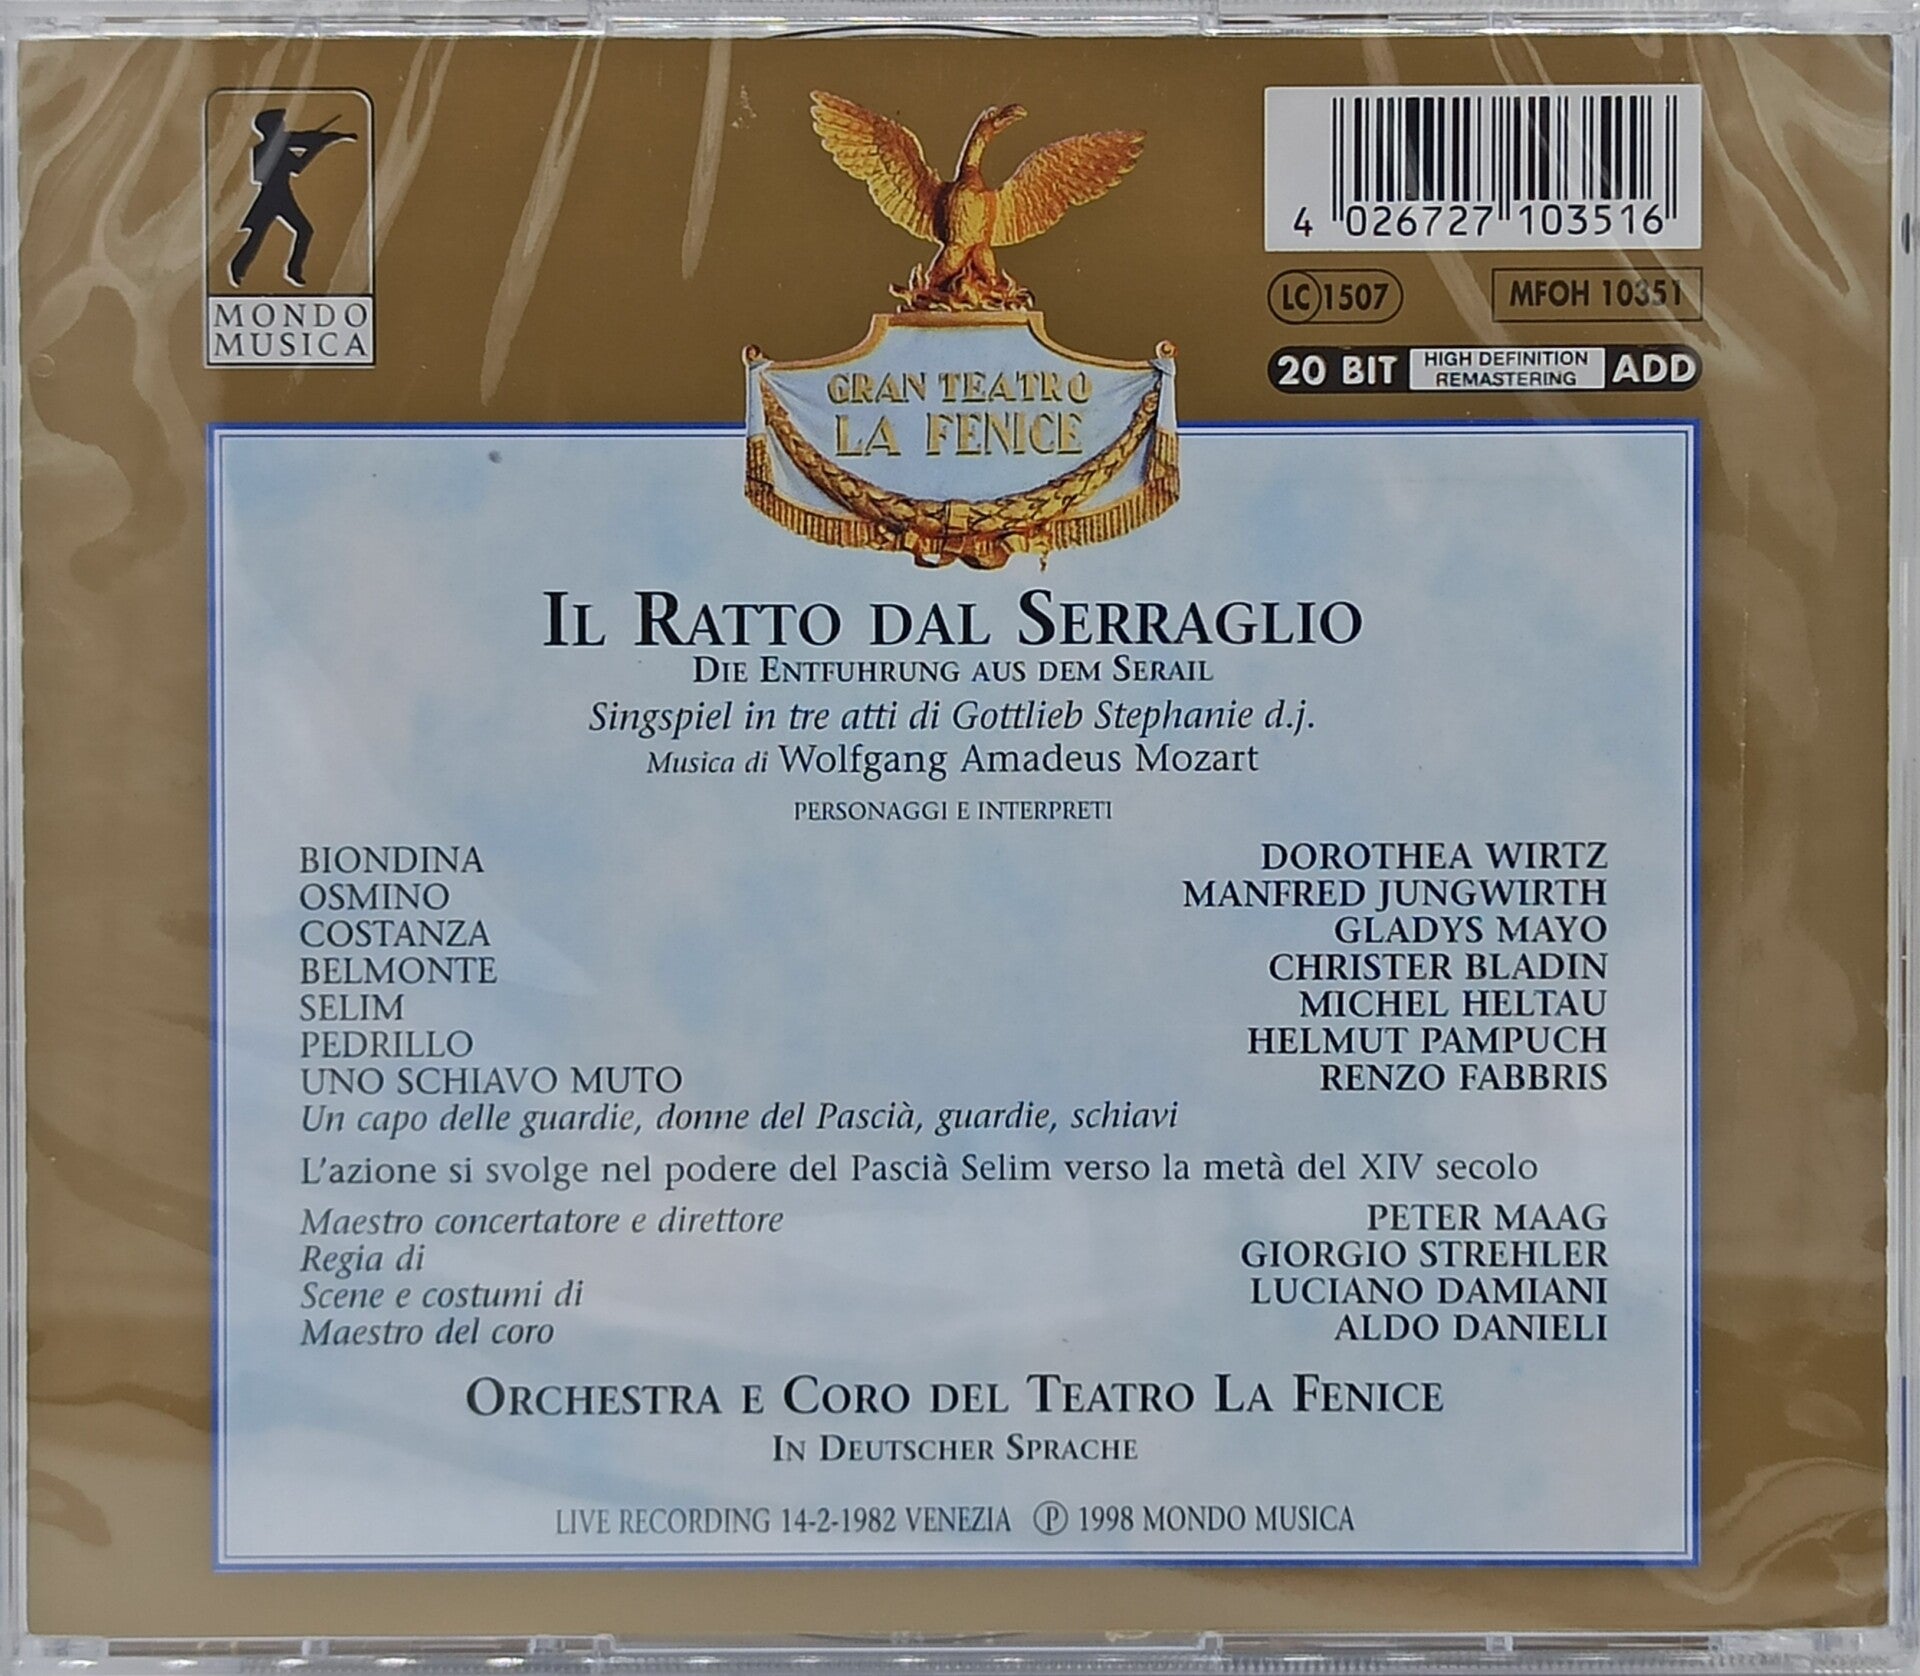 MONDO
MUSICA
GRAN TEATRO
LA FENICE
4 026727 103516
LC 1507
MFOH 10351
20 BIT HIGH DEFINITION REMASTERING ADD
IL RATTO DAL SERRAGLIO
DIE ENTFUHRUNG AUS DEM SERAIL
Singspiel in tre atti di Gottlieb Stephanie d.j.
Musica di Wolfgang Amadeus Mozart
PERSONAGGI E INTERPRETI
BIONDINA DOROTHEA WIRTZ
OSMINO MANFRED JUNGWIRTH
COSTANZA GLADYS MAYO
BELMONTE CHRISTER BLADIN
SELIM MICHEL HELTAU
PEDRILLO HELMUT PAMPUCH
UNO SCHIAVO MUTO RENZO FABBRIS
Un capo delle guardie, donne del Pascià, guardie, schiavi
L'azione si svolge nel podere del Pascià Selim verso la metà del XIV secolo
Maestro concertatore e direttore PETER MAAG
Regia di GIORGIO STREHLER
Scene e costumi di LUCIANO DAMIANI
Maestro del coro ALDO DANIELI
ORCHESTRA E CORO DEL TEATRO LA FENICE
IN DEUTSCHER SPRACHE
LIVE RECORDING 14-2-1982 VENEZIA ℗ 1998 MONDO MUSICA